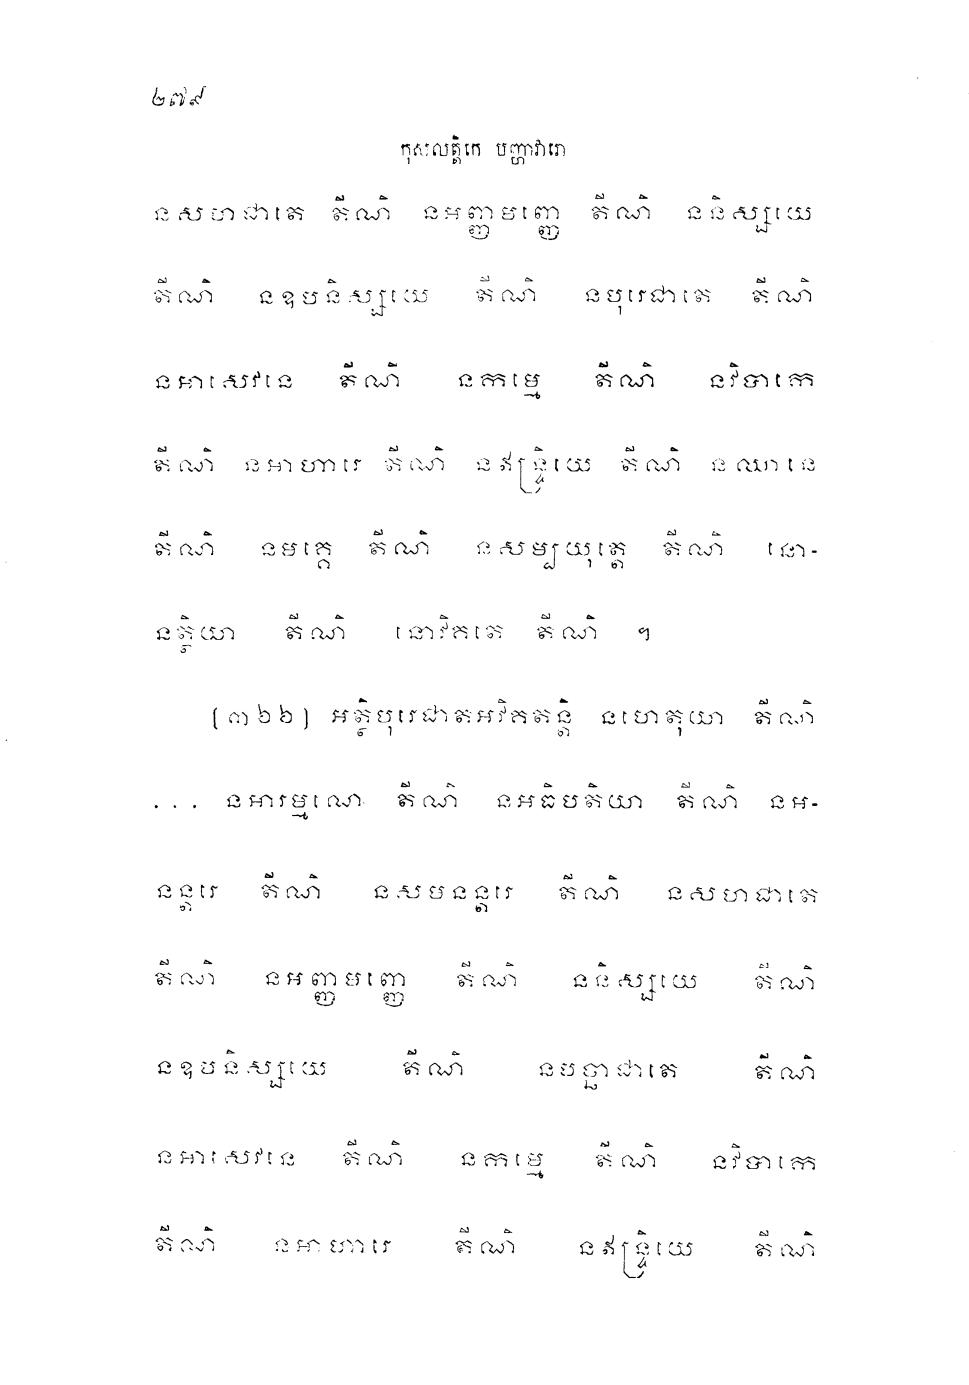 ២៧៩
កុសលត្តិកេ បញ្ហាវារោ
នសហជាតេ តីណិ នអញ្ញមញ្ញេ តីណិ ននិស្សយេ
តីណិ នឧបនិស្សយេ តីណិ នបុរេជាតេ តីណិ
នអាសេវនេ តីណិ នកម្មេ តីណិ នវិបាកេ
តីណិ នអាហារេ តីណិ នឥន្ទ្រិយេ តីណិ នឈានេ
តីណិ នមគ្គេ តីណិ នសម្បយុត្តេ តីណិ នោ-
នត្ថិយា តីណិ នោវិគតេ តីណិ ។
(៣៦៦) អត្ថិបុរេជាតអវិគតន្តិ នហេតុយា តីណិ
... នអារម្មណេ តីណិ នអធិបតិយា តីណិ នអ-
នន្តរេ តីណិ នសមនន្តរេ តីណិ នសហជាតេ
តីណិ នអញ្ញមញ្ញេ តីណិ ននិស្សយេ តីណិ
នឧបនិស្សយេ តីណិ នបច្ឆាជាតេ តីណិ
នអាសេវនេ តីណិ នកម្មេ តីណិ នវិបាកេ
តីណិ នអាហារេ តីណិ នឥន្ទ្រិយេ តីណិ